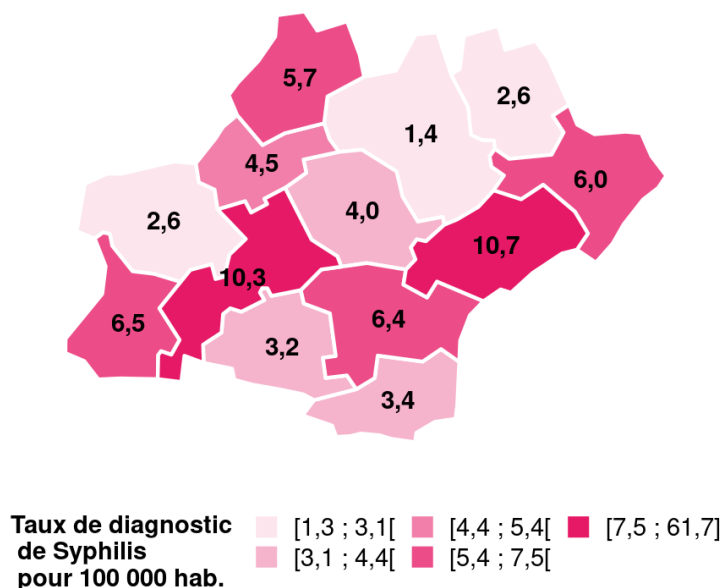 5,7
2,6
1,4
4,5
6,0
4,0
2,6
10,7
10,3
6,5
6,4
3,2
3,4
Taux de diagnostic
de Syphilis
pour 100 000 hab.
[1,3 ; 3,1[
[4,4 ; 5,4[
[7,5 ; 61,7]
[3,1 ; 4,4[
[5,4 ; 7,5[